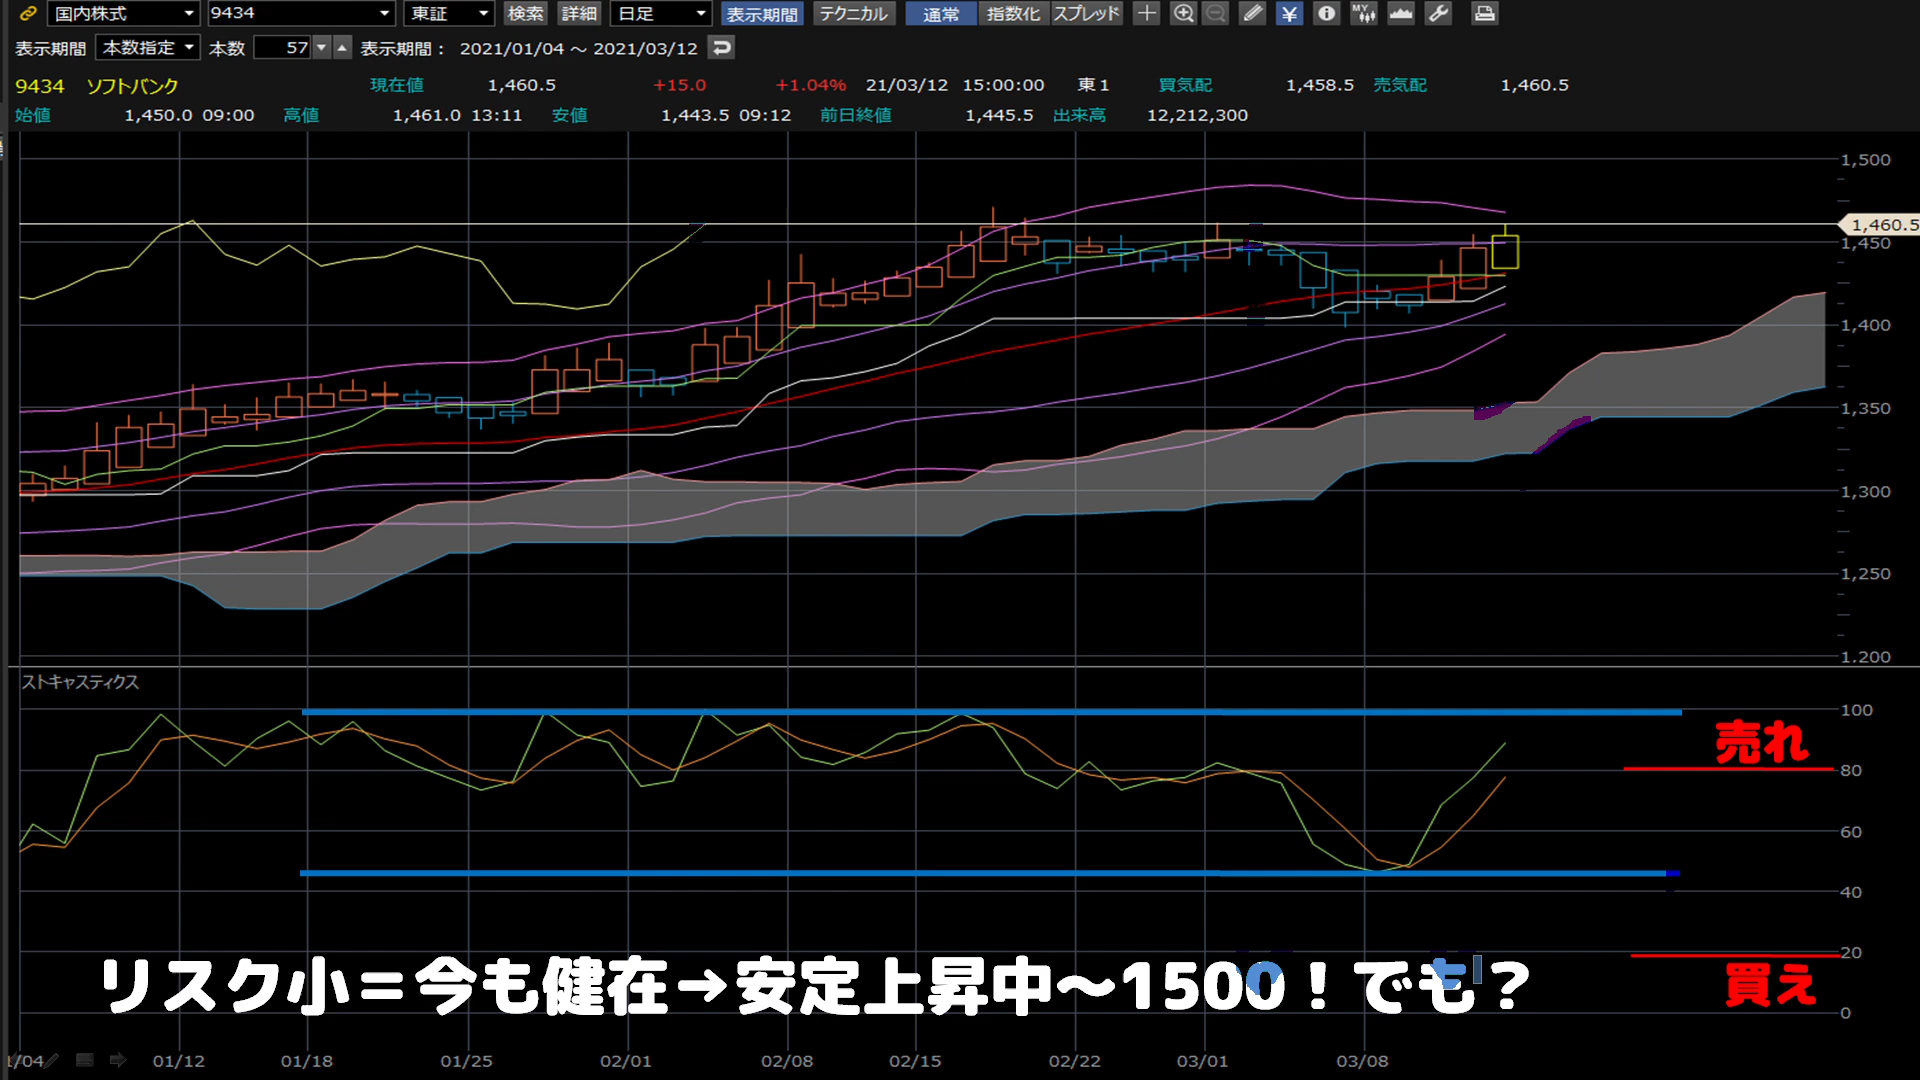 国内株式 9434 東証 検索 詳細 日足 表示期間 テクニカル 通常 指数化 スプレッド ¥ MY
表示期間 本数指定 本数 57 表示期間： 2021/01/04 ～ 2021/03/12
9434 ソフトバンク 現在値 1,460.5 +15.0 +1.04% 21/03/12 15:00:00 東1 買気配 1,458.5 売気配 1,460.5
始値 1,450.0 09:00 高値 1,461.0 13:11 安値 1,443.5 09:12 前日終値 1,445.5 出来高 12,212,300
1,500
1,460.5
1,450
1,400
1,350
1,300
1,250
1,200
ストキャスティクス
100
売れ
80
60
40
20
リスク小＝今も健在→安定上昇中～1500！でも？
買え
0
1/04 01/12 01/18 01/25 02/01 02/08 02/15 02/22 03/01 03/08